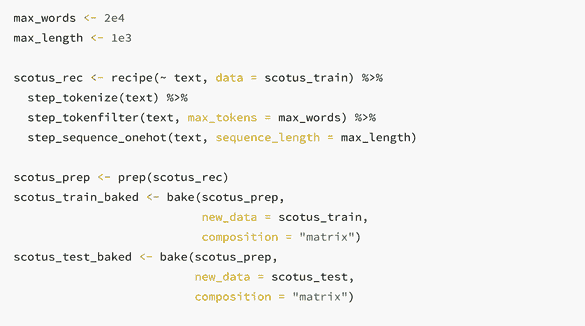 max_words <- 2e4
max_length <- 1e3

scotus_rec <- recipe(~ text, data = scotus_train) %>%
  step_tokenize(text) %>%
  step_tokenfilter(text, max_tokens = max_words) %>%
  step_sequence_onehot(text, sequence_length = max_length)

scotus_prep <- prep(scotus_rec)
scotus_train_baked <- bake(scotus_prep,
                           new_data = scotus_train,
                           composition = "matrix")
scotus_test_baked <- bake(scotus_prep,
                          new_data = scotus_test,
                          composition = "matrix")